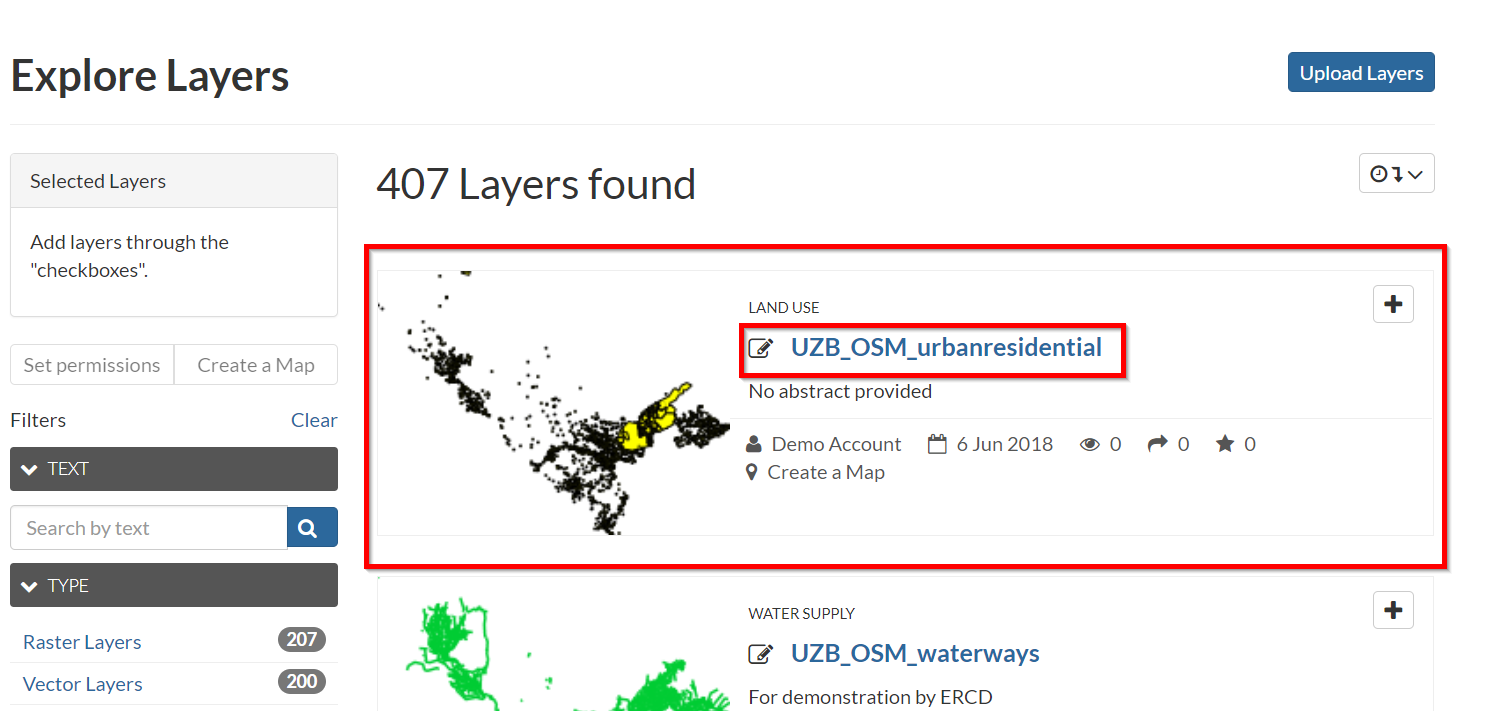 Explore Layers
Upload Layers
Selected Layers
Add layers through the
"checkboxes".
Set permissions
Create a Map
Filters
Clear
TEXT
Search by text
TYPE
Raster Layers 207
Vector Layers 200
407 Layers found
LAND USE
UZB_OSM_urbanresidential
No abstract provided
Demo Account 6 Jun 2018 0 0 0
Create a Map
WATER SUPPLY
UZB_OSM_waterways
For demonstration by ERCD